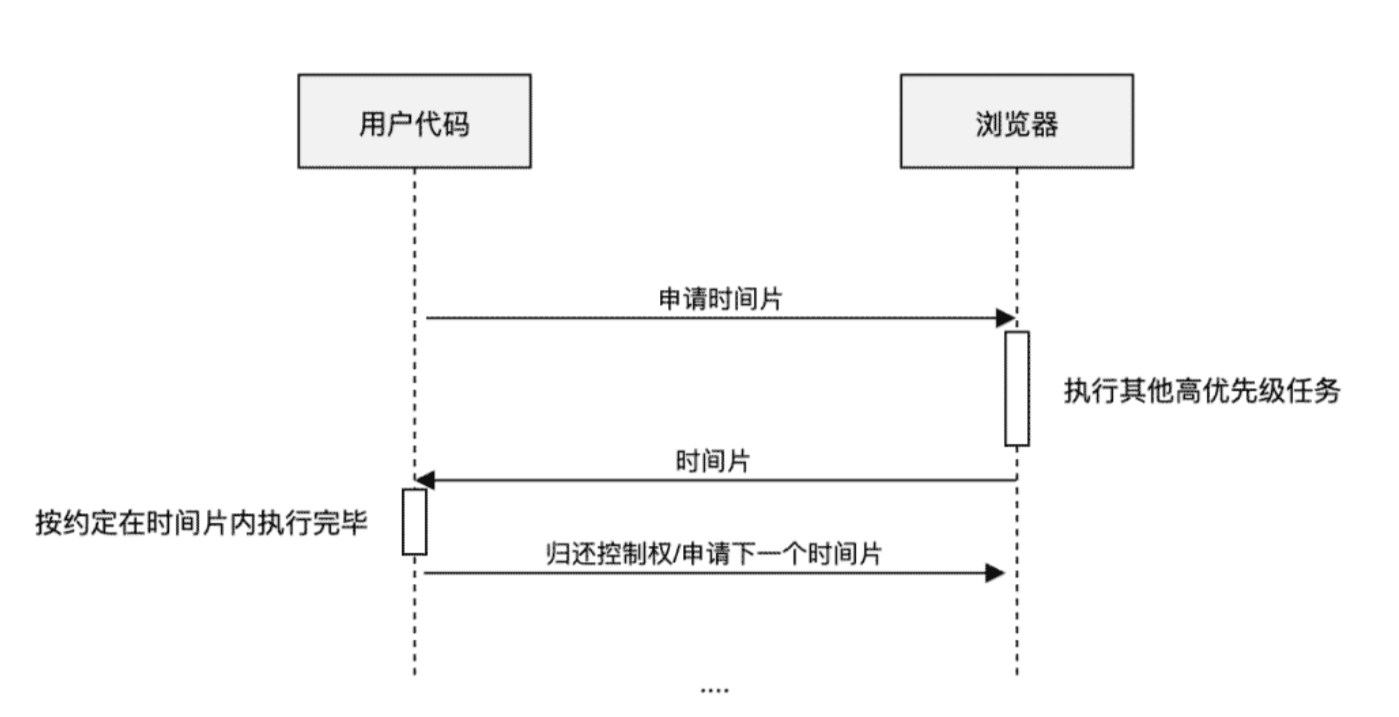 用户代码
浏览器
申请时间片
执行其他高优先级任务
时间片
按约定在时间片内执行完毕
归还控制权/申请下一个时间片
....